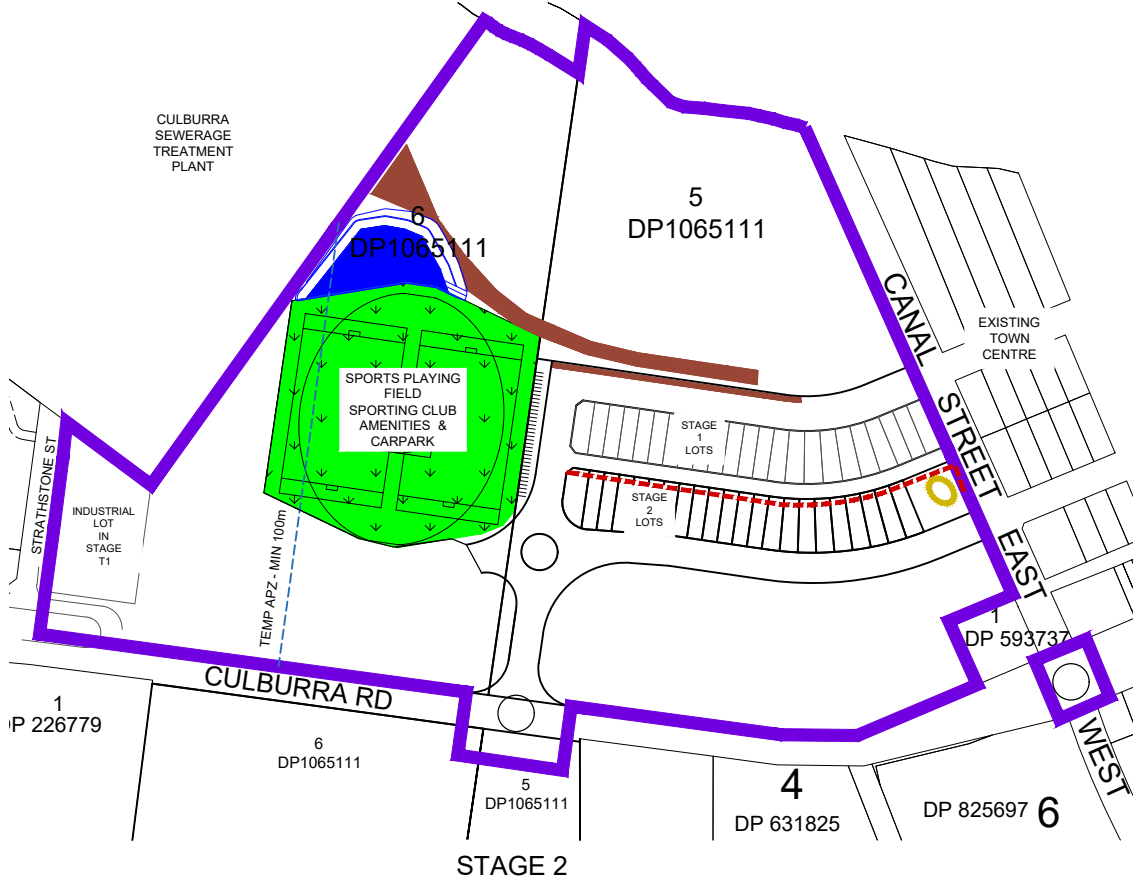 CULBURRA
SEWERAGE
TREATMENT
PLANT
6
DP1065111
5
DP1065111
CANAL
STREET
EAST
EXISTING
TOWN
CENTRE
SPORTS PLAYING
FIELD
SPORTING CLUB
AMENITIES &
CARPARK
STAGE
1
LOTS
STAGE
2
LOTS
STRATHSTONE ST
INDUSTRIAL
LOT
IN
STAGE
T1
TEMP APZ - MIN 100m
1
DP 593737
CULBURRA RD
WEST
1
DP 226779
6
DP1065111
5
DP1065111
4
DP 631825
DP 825697
6
STAGE 2